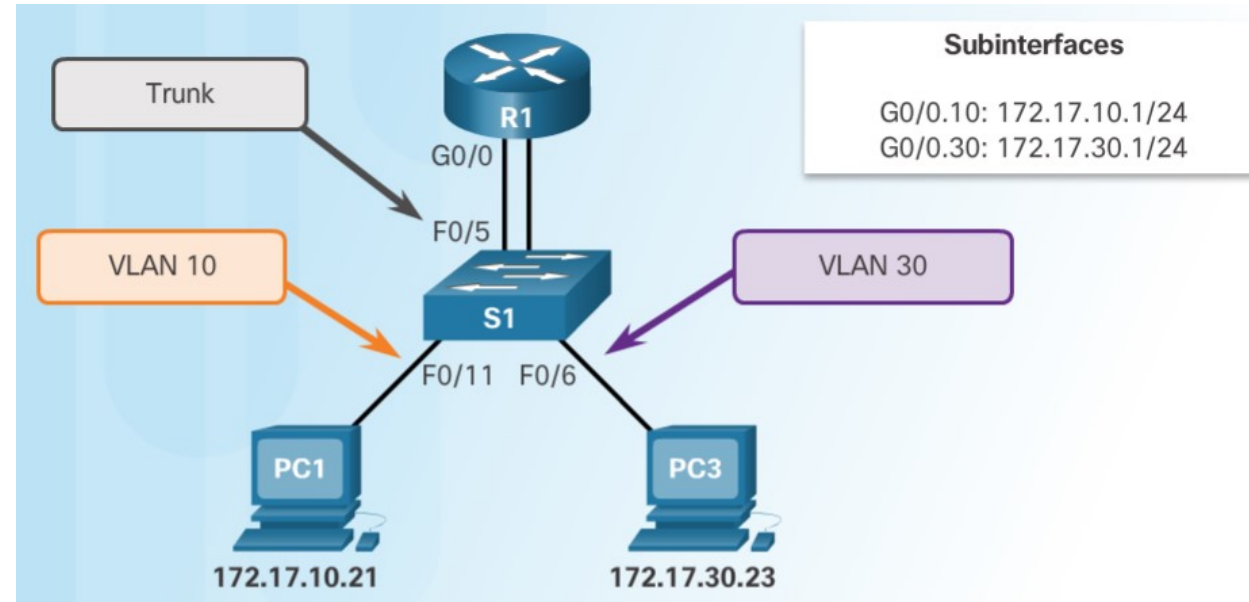 Subinterfaces
G0/0.10: 172.17.10.1/24
G0/0.30: 172.17.30.1/24
Trunk
R1
G0/0
F0/5
VLAN 10
VLAN 30
S1
F0/11 F0/6
PC1
PC3
172.17.10.21
172.17.30.23